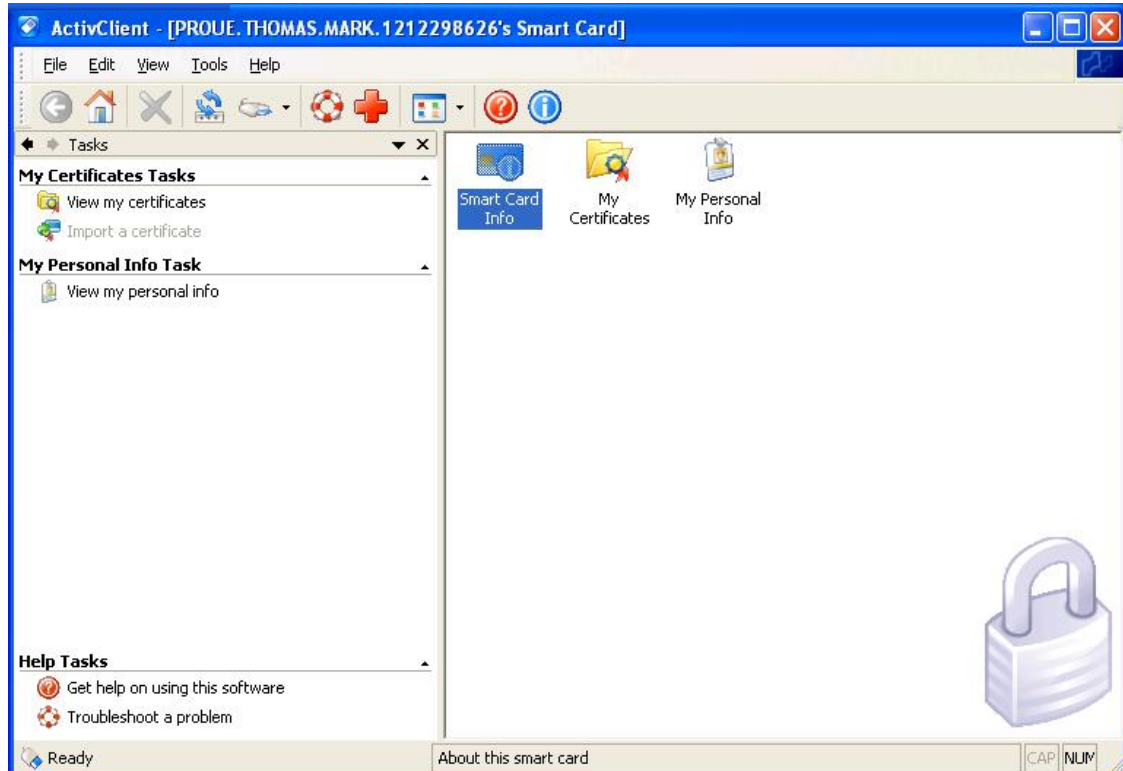 ActivClient - [PROUE.THOMAS.MARK.1212298626's Smart Card]
File Edit View Tools Help
Tasks
My Certificates Tasks
View my certificates
Import a certificate
My Personal Info Task
View my personal info
Help Tasks
Get help on using this software
Troubleshoot a problem
Smart Card
Info
My
Certificates
My Personal
Info
Ready
About this smart card
CAP NUM